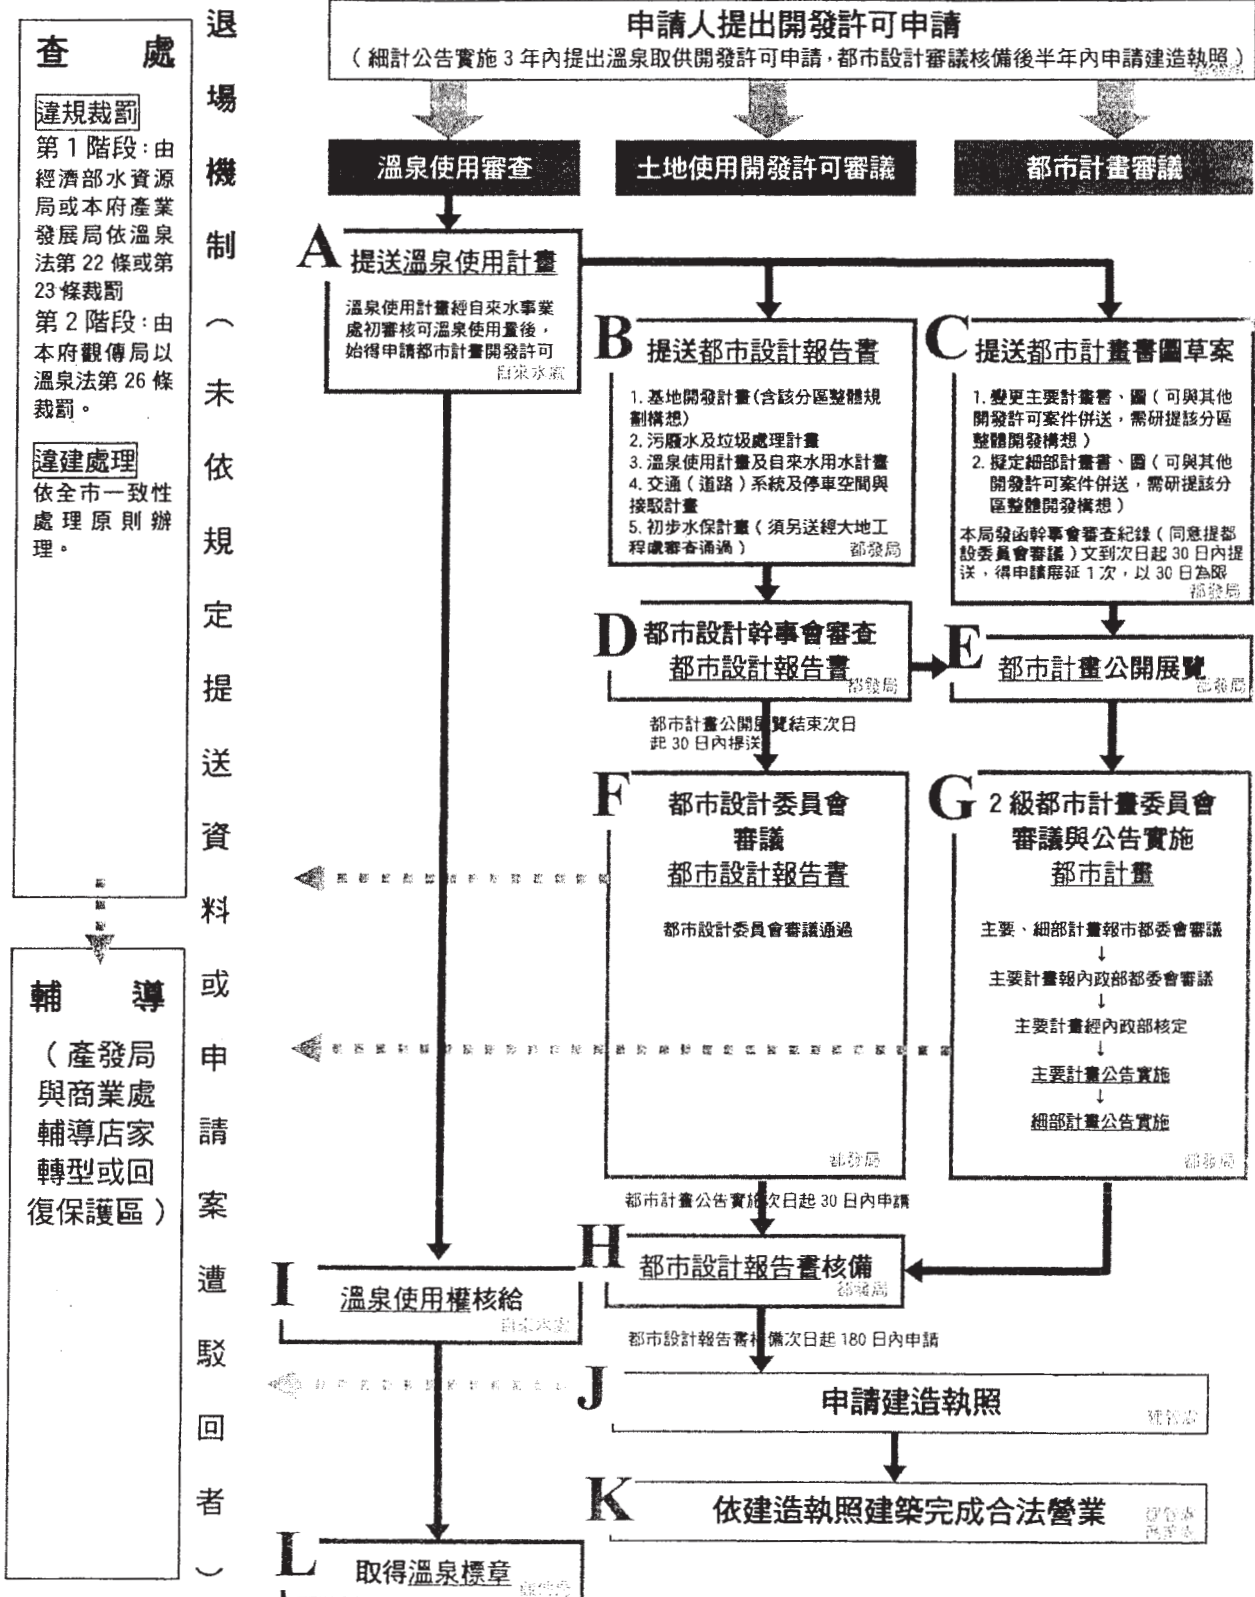 申請人提出開發許可申請
（細計公告實施 3 年內提出溫泉取供開發許可申請，都市設計審議核備後半年內申請建造執照）
查 處
違規裁罰
第 1 階段：由
經濟部水資源
局或本府產業
發展局依溫泉
法第 22 條或第
23 條裁罰
第 2 階段：由
本府觀傳局以
溫泉法第 26 條
裁罰。
違建處理
依全市一致性
處理原則辦
理。
輔 導
（產發局
與商業處
輔導店家
轉型或回
復保護區）
退場機制（未依規定提送資料或申請案遭駁回者）
溫泉使用審查
土地使用開發許可審議
都市計畫審議
A 提送溫泉使用計畫
溫泉使用計畫經自來水事業
處初審核可溫泉使用量後，
始得申請都市計畫開發許可
自來水處
B 提送都市設計報告書
1. 基地開發計畫(含該分區整體規
劃構想)
2. 污廢水及垃圾處理計畫
3. 溫泉使用計畫及自來水用水計畫
4. 交通（道路）系統及停車空間與
接駁計畫
5. 初步水保計畫（須另送經大地工
程處審查通過）
都發局
C 提送都市計畫書圖草案
1. 變更主要計畫書、圖（可與其他
開發許可案件併送，需研提該分區
整體開發構想）
2. 擬定細部計畫書、圖（可與其他
開發許可案件併送，需研提該分
區整體開發構想）
本局發函幹事會審查紀錄（同意提都
設委員會審議）文到次日起 30 日內提
送，得申請展延 1 次，以 30 日為限
都發局
D 都市設計幹事會審查
都市設計報告書
都發局
E 都市計畫公開展覽
都發局
都市計畫公開展覽結束次日
起 30 日內提送
F 都市設計委員會
審議
都市設計報告書
都市設計委員會審議通過
都發局
G 2 級都市計畫委員會
審議與公告實施
都市計畫
主要、細部計畫報市都委會審議
↓
主要計畫報內政部都委會審議
↓
主要計畫經內政部核定
↓
主要計畫公告實施
↓
細部計畫公告實施
都發局
都市計畫公告實施次日起 30 日內申請
H 都市設計報告書核備
都發局
I 溫泉使用權核給
自來水處
都市設計報告書核備次日起 180 日內申請
J 申請建造執照
K 依建造執照建築完成合法營業
L 取得溫泉標章